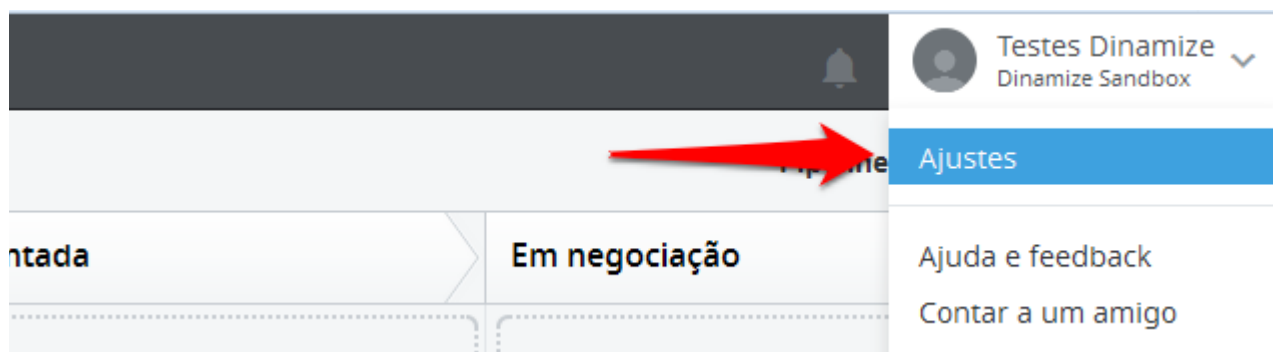 Testes Dinamize
Dinamize Sandbox
Ajustes
ntada
Em negociação
Ajuda e feedback
Contar a um amigo